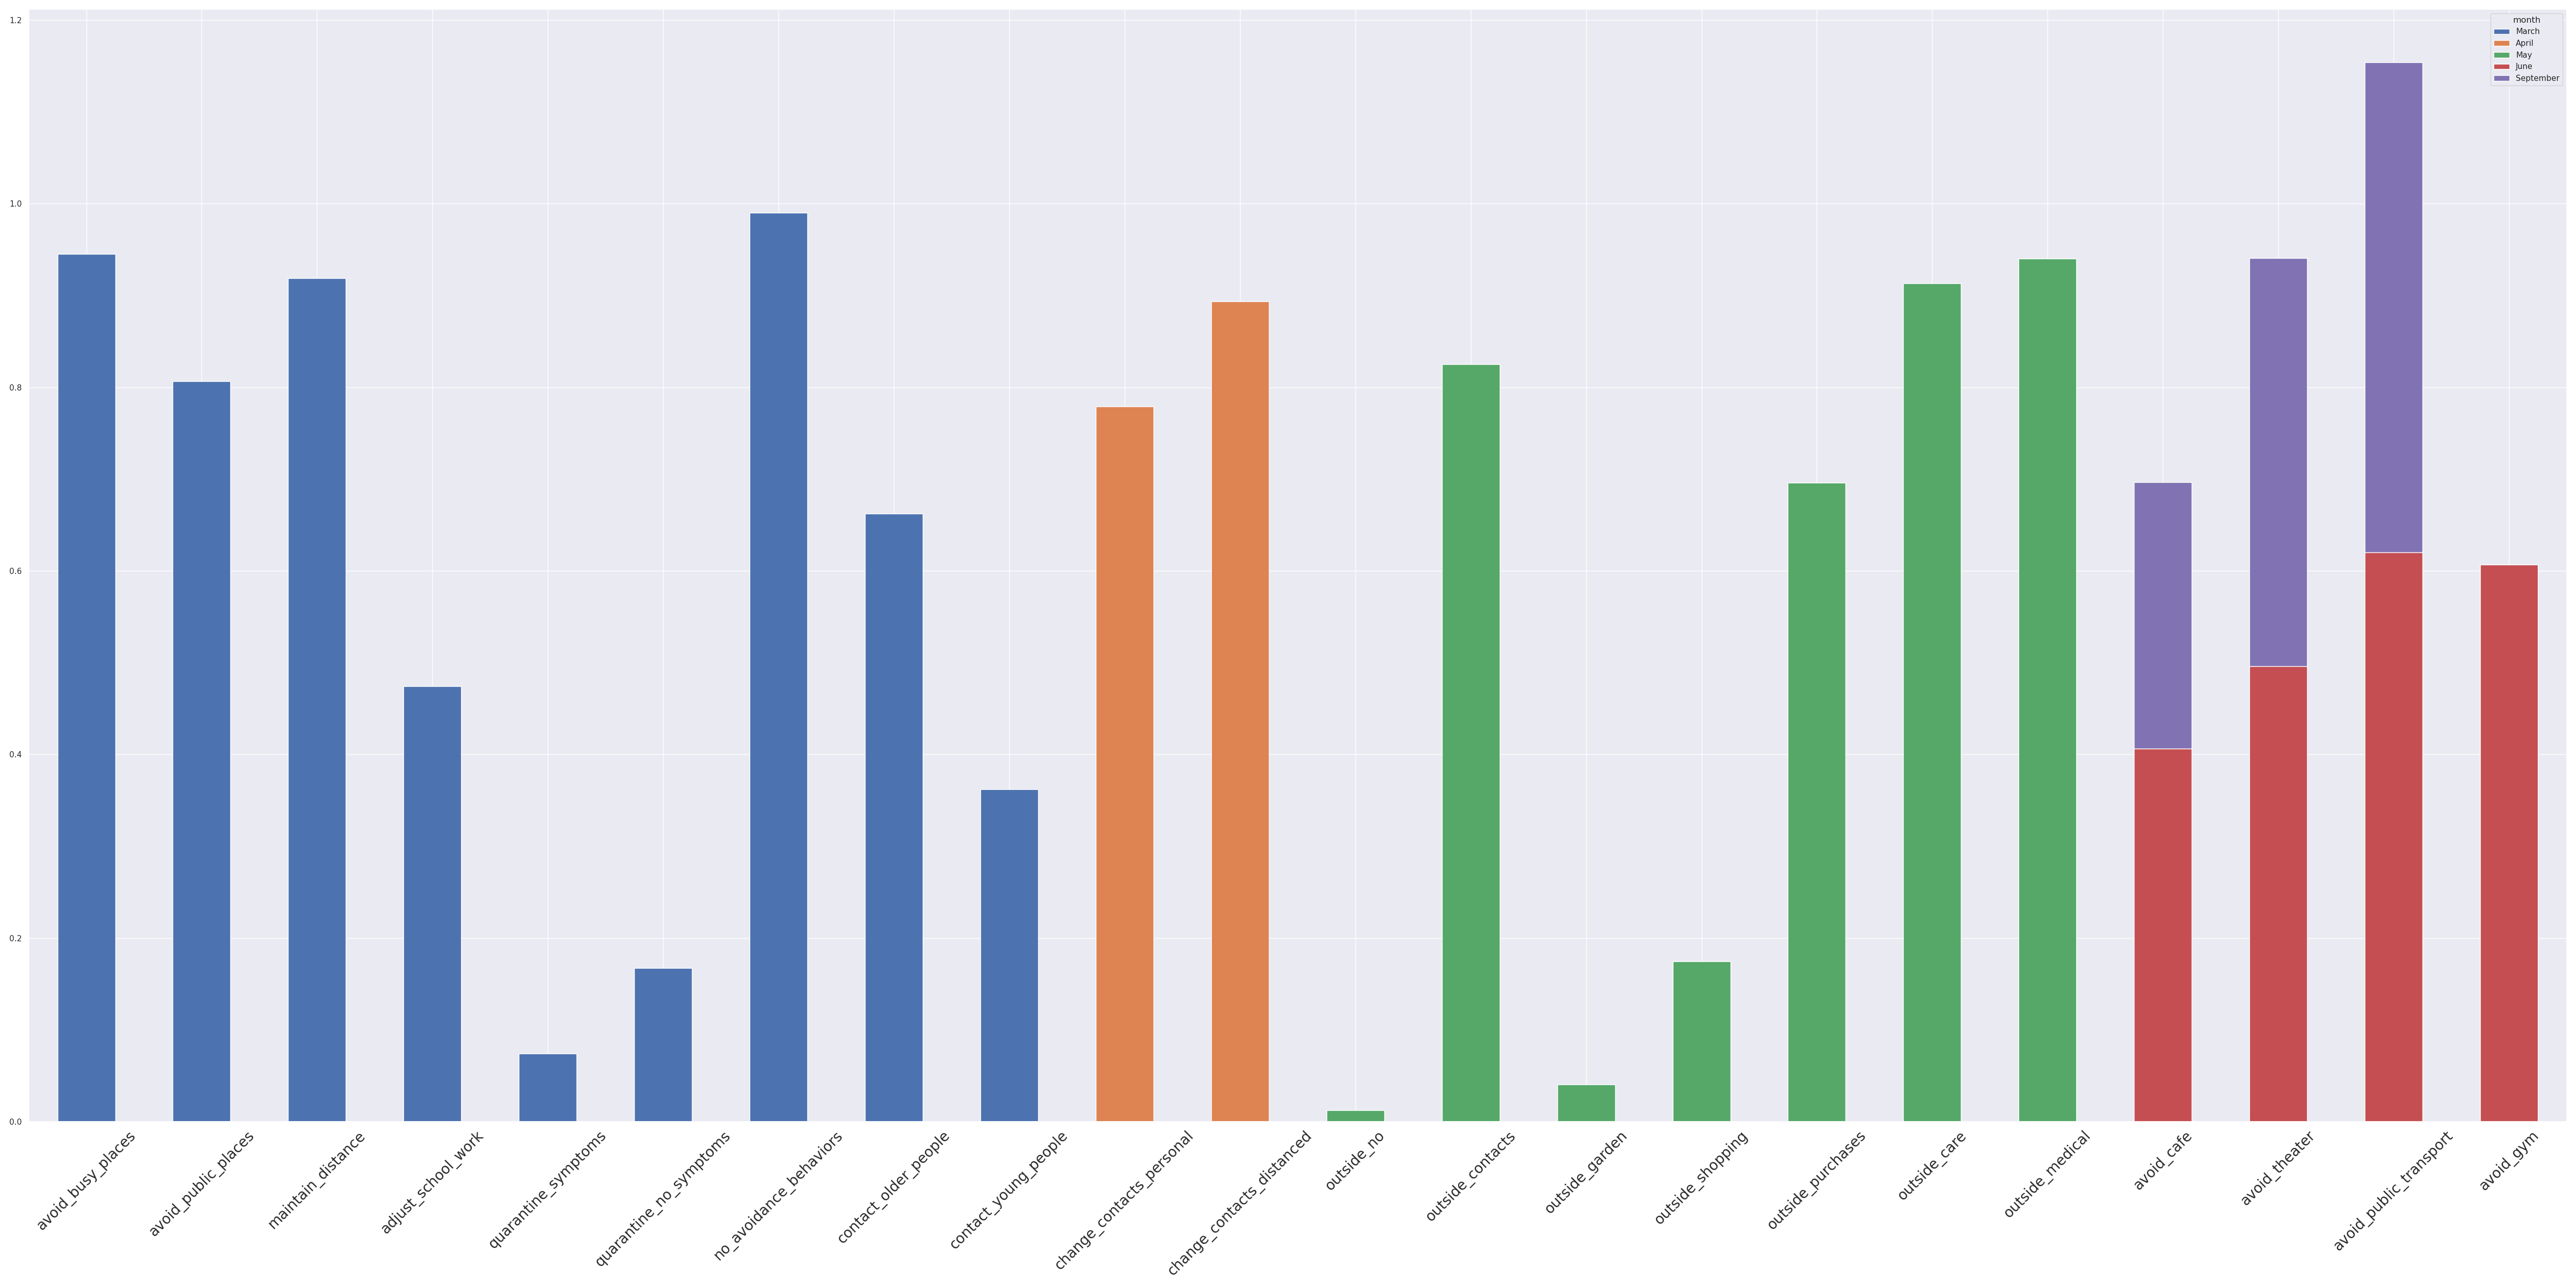 1.2
1.0
0.8
0.6
0.4
0.2
0.0
month
March
April
May
June
September
avoid_busy_places
avoid_public_places
maintain_distance
adjust_school_work
quarantine_symptoms
quarantine_no_symptoms
no_avoidance_behaviors
contact_older_people
contact_young_people
change_contacts_personal
change_contacts_distanced
outside_no
outside_contacts
outside_garden
outside_shopping
outside_purchases
outside_care
outside_medical
avoid_cafe
avoid_theater
avoid_public_transport
avoid_gym